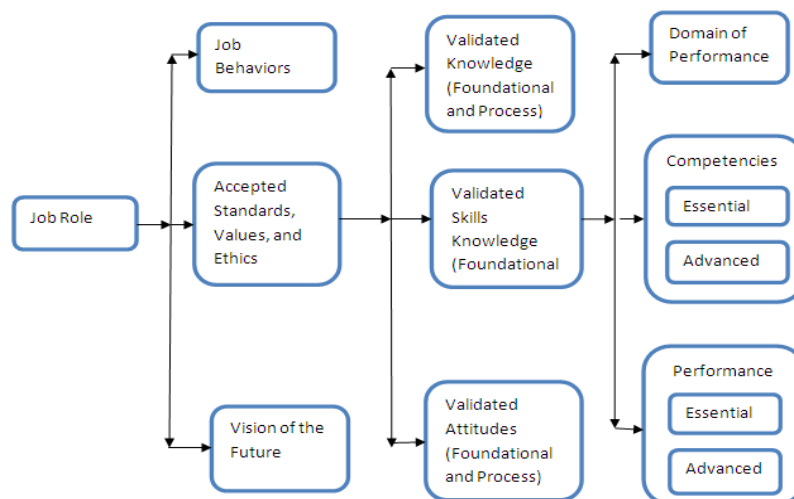 Job
Behaviors
Validated
Knowledge
(Foundational
and Process)
Domain of
Performance
Job Role
Accepted
Standards,
Values, and
Ethics
Validated
Skills
Knowledge
(Foundational
Competencies
Essential
Advanced
Vision of the
Future
Validated
Attitudes
(Foundational
and Process)
Performance
Essential
Advanced